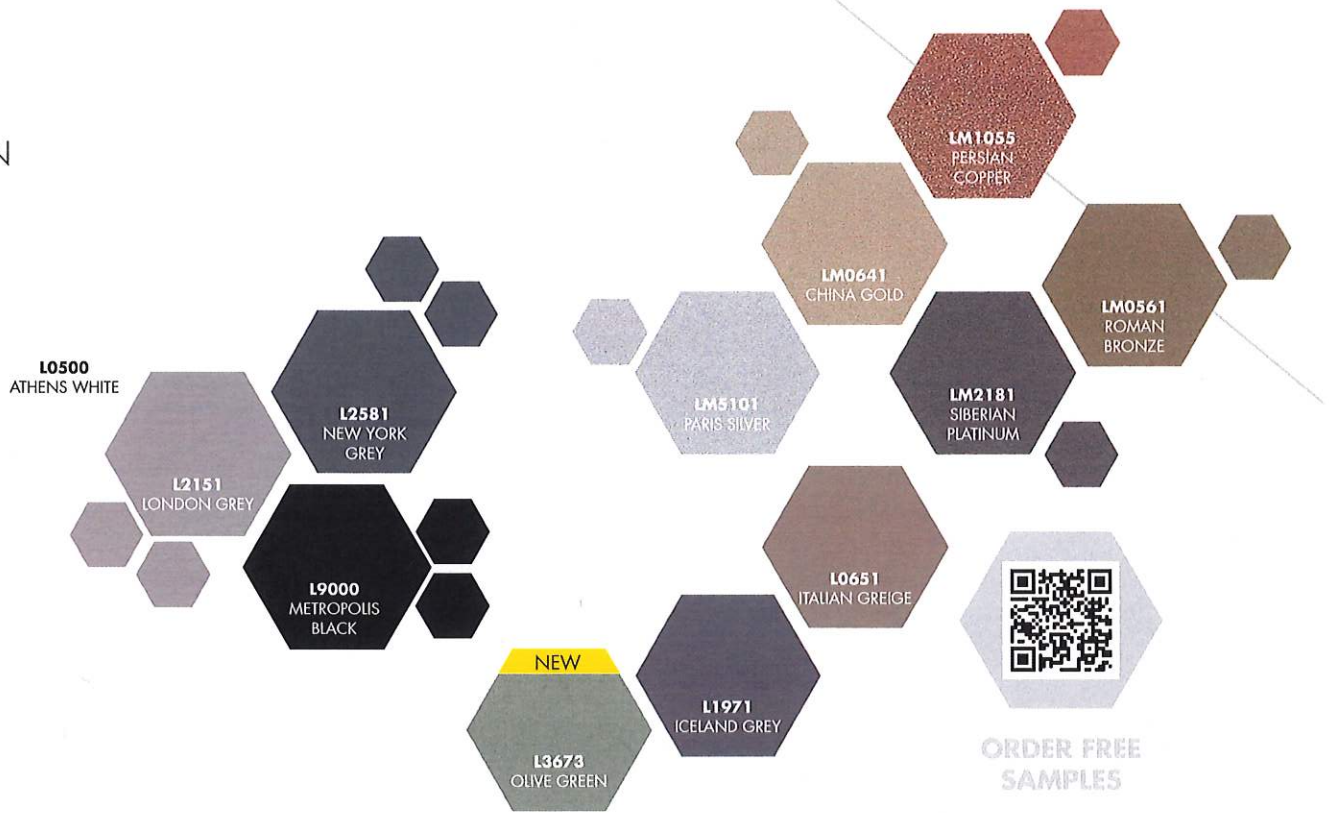 N
LM1055
PERSIAN
COPPER
LM0641
CHINA GOLD
LM0561
ROMAN
BRONZE
L0500
ATHENS WHITE
L2581
NEW YORK
GREY
LM5101
PARIS SILVER
LM2181
SIBERIAN
PLATINUM
L2151
LONDON GREY
L9000
METROPOLIS
BLACK
L0651
ITALIAN GREIGE
NEW
L3673
OLIVE GREEN
L1971
ICELAND GREY
ORDER FREE
SAMPLES